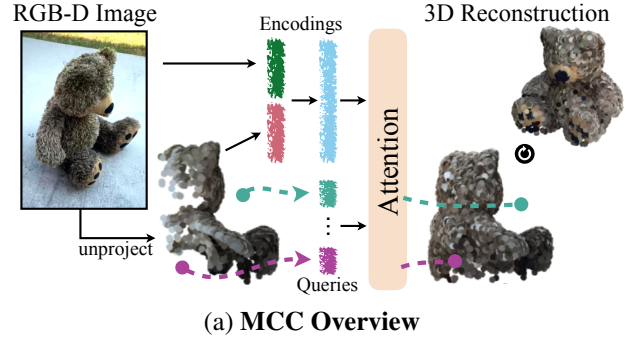 RGB-D Image
Encodings
3D Reconstruction
unproject
Attention
Queries
(a) MCC Overview